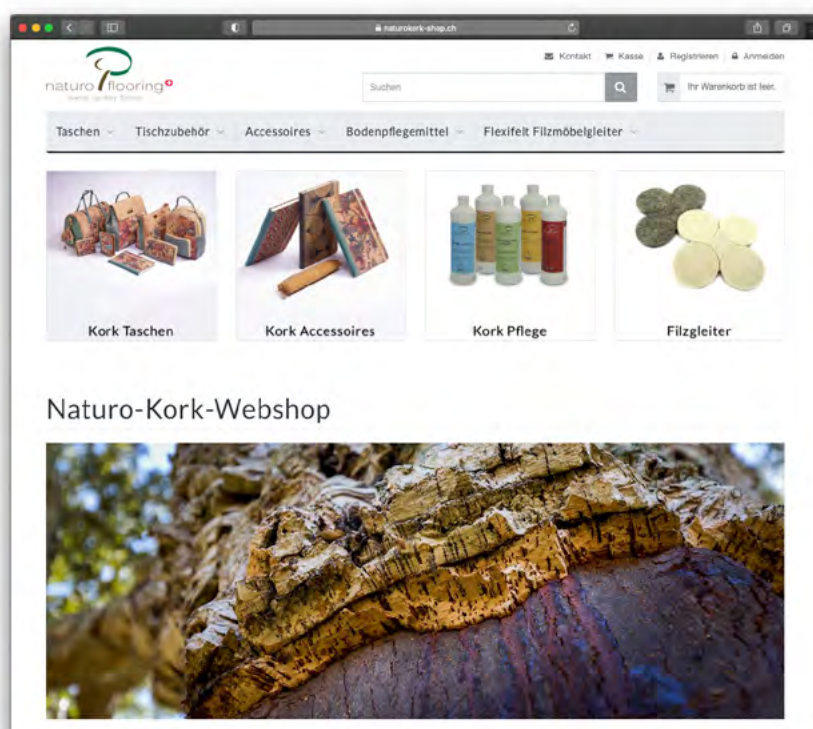 naturokork-shop.ch
Kontakt Kasse Registrieren Anmelden
naturo flooring
Suchen
Ihr Warenkorb ist leer.
Taschen Tischzubehör Accessoires Bodenpflegemittel Flexifelt Filzmöbelgleiter
Kork Taschen Kork Accessoires Kork Pflege Filzgleiter
Naturo-Kork-Webshop